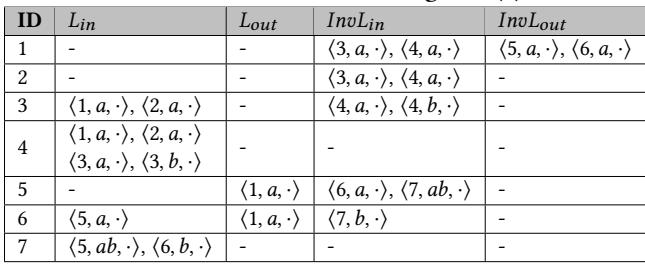 ID L_in L_out InvL_in InvL_out
1 - - ⟨3, a, ·⟩, ⟨4, a, ·⟩ ⟨5, a, ·⟩, ⟨6, a, ·⟩
2 - - ⟨3, a, ·⟩, ⟨4, a, ·⟩ -
3 ⟨1, a, ·⟩, ⟨2, a, ·⟩ - ⟨4, a, ·⟩, ⟨4, b, ·⟩ -
4 ⟨1, a, ·⟩, ⟨2, a, ·⟩ - - -
⟨3, a, ·⟩, ⟨3, b, ·⟩
5 - ⟨1, a, ·⟩ ⟨6, a, ·⟩, ⟨7, ab, ·⟩ -
6 ⟨5, a, ·⟩ ⟨1, a, ·⟩ ⟨7, b, ·⟩ -
7 ⟨5, ab, ·⟩, ⟨6, b, ·⟩ - - -